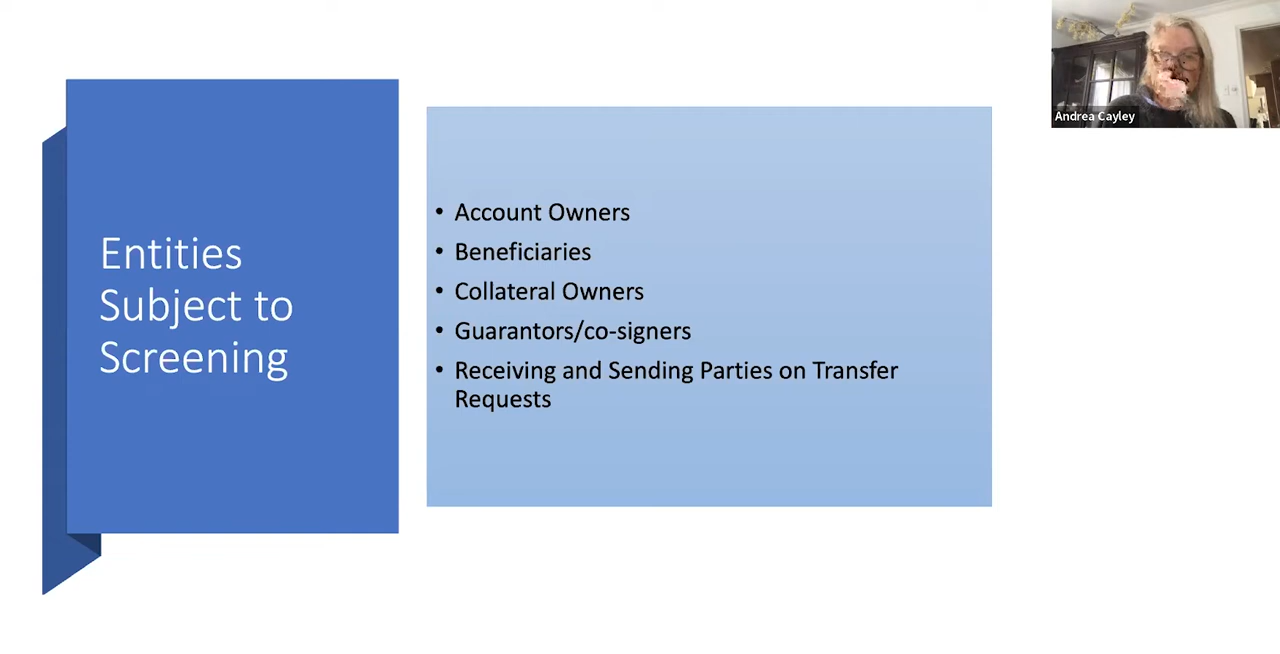 Entities
Subject to
Screening
• Account Owners
• Beneficiaries
• Collateral Owners
• Guarantors/co-signers
• Receiving and Sending Parties on Transfer
Requests
Andrea Cayley